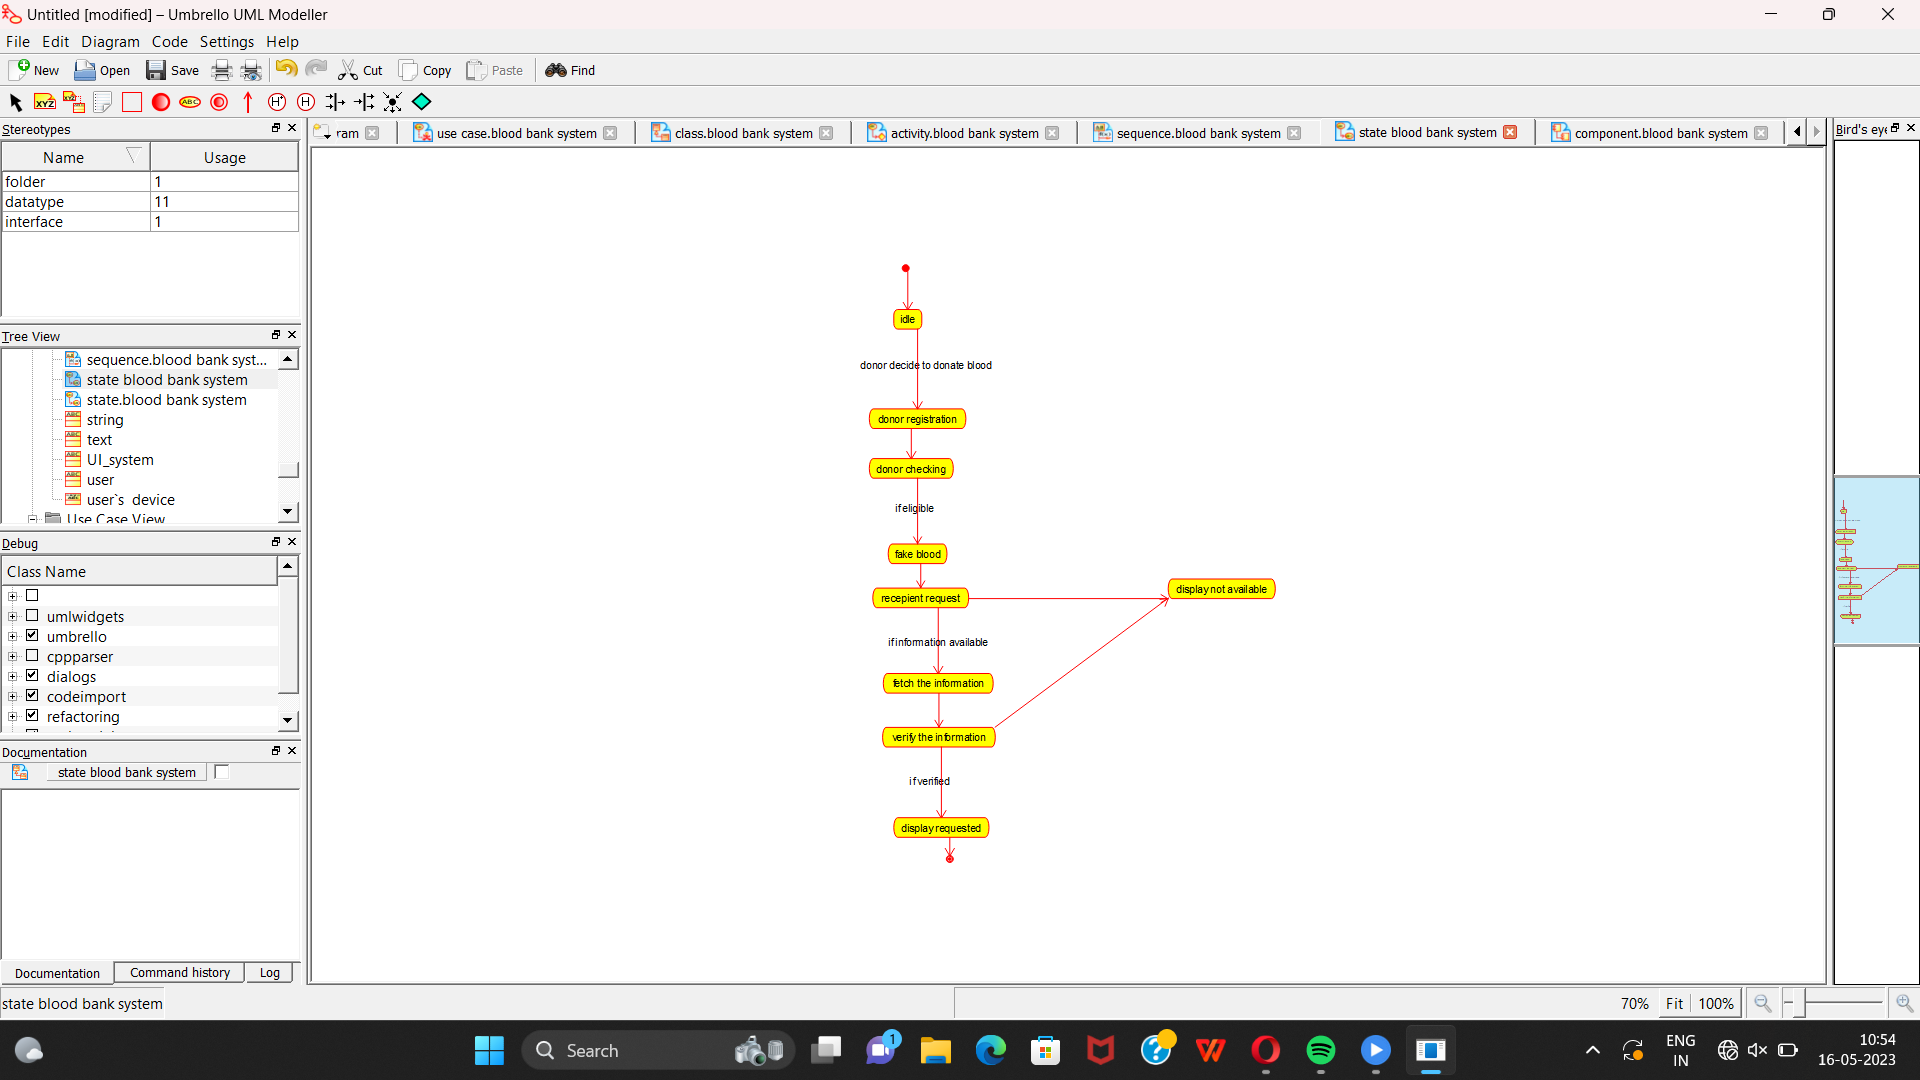 Untitled [modified] – Umbrello UML Modeller
File Edit Diagram Code Settings Help
New Open Save Cut Copy Paste Find
XYZ XYZ ABC H* H
Stereotypes
Name Usage
folder 1
datatype 11
interface 1
Tree View
sequence.blood bank syst...
state blood bank system
state.blood bank system
string
text
UI_system
user
user`s device
Use Case View
Debug
Class Name
umlwidgets
umbrello
cppparser
dialogs
codeimport
refactoring
Documentation
state blood bank system
Documentation Command history Log
state blood bank system
ram use case.blood bank system class.blood bank system activity.blood bank system sequence.blood bank system state blood bank system component.blood bank system
idle
donor decide to donate blood
donor registration
donor checking
if eligible
fake blood
recepient request
display not available
if information available
fetch the information
verify the information
if verified
display requested
Bird's eye
70% Fit 100%
Search
1
ENG
IN
10:54
16-05-2023